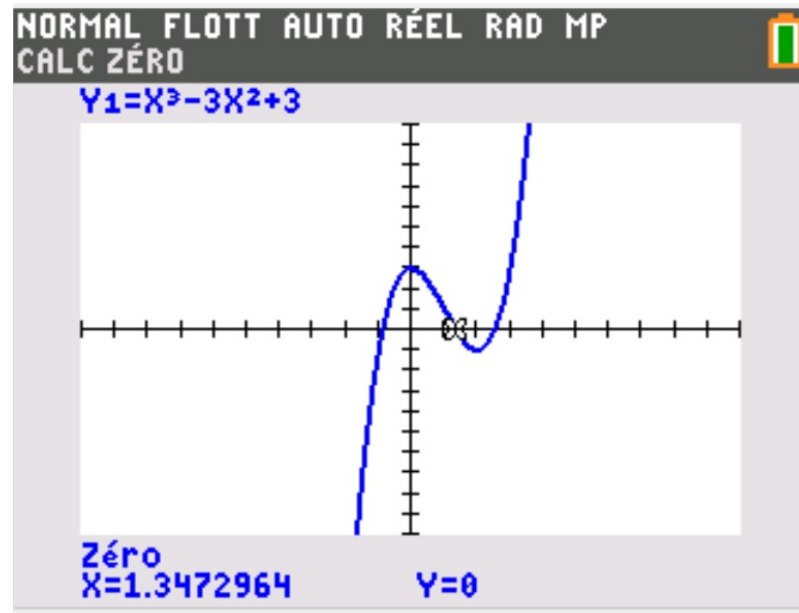 NORMAL FLOTT AUTO RÉEL RAD MP
CALC ZÉRO
Y1=X³-3X²+3
Zéro
X=1.3472964 Y=0